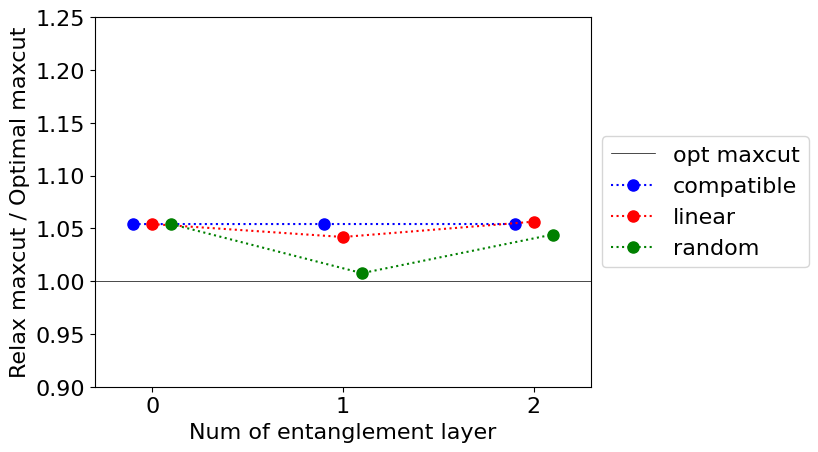 Relax maxcut / Optimal maxcut
1.25
1.20
1.15
1.10
1.05
1.00
0.95
0.90
0 1 2
Num of entanglement layer
opt maxcut
compatible
linear
random